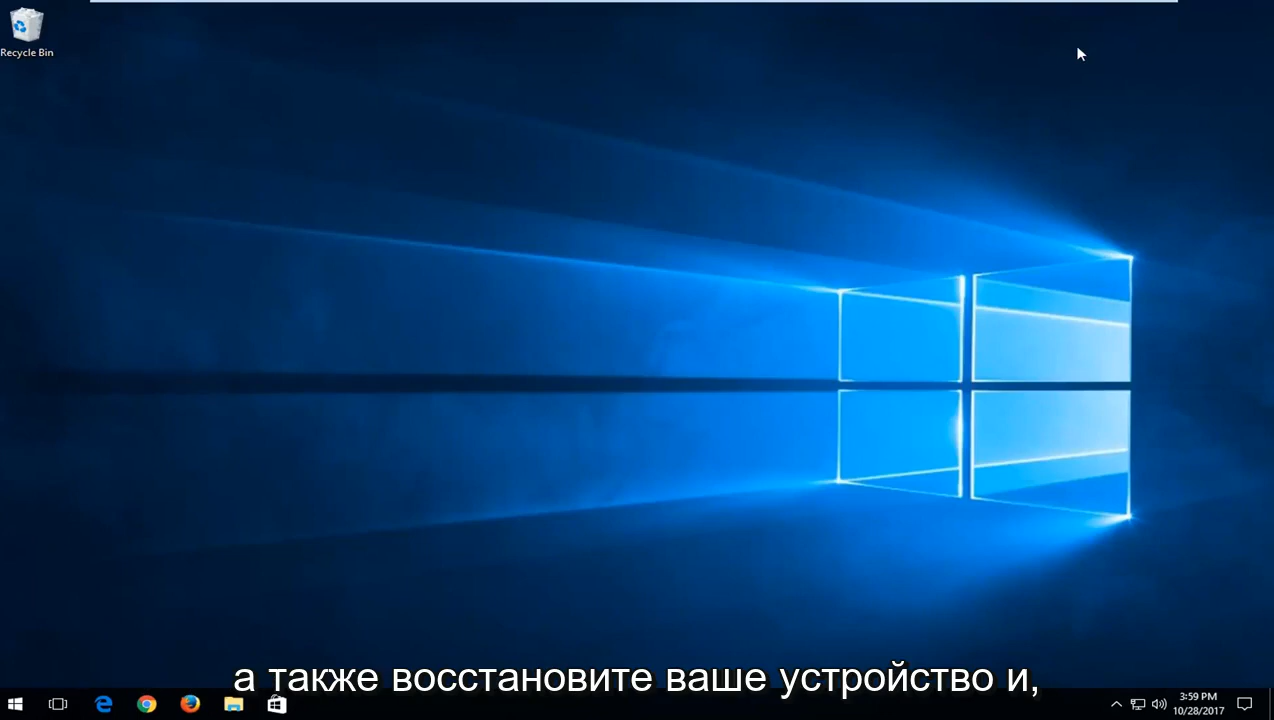 Recycle Bin
а также восстановите ваше устройство и,
3:59 PM
10/28/2017